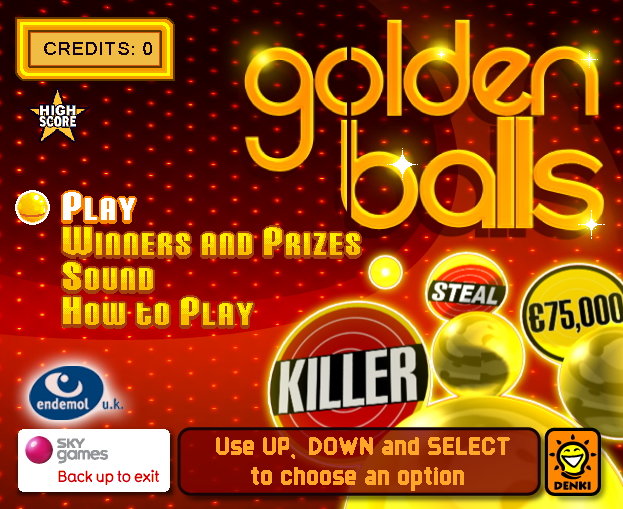 CREDITS: 0
golden
balls
HIGH
SCORE
PLAY
WINNERS AND PRIZES
SOUND
HOW TO PLAY
STEAL
€75,000
KILLER
endemol u.k.
SKY
games
Back up to exit
Use UP, DOWN and SELECT
to choose an option
DENKI